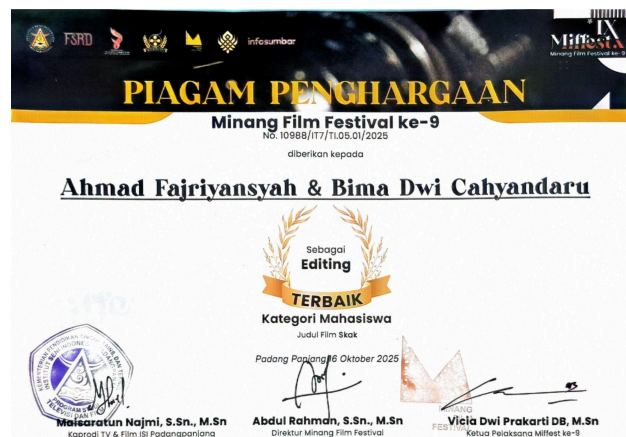 FSRD
infosumbar
IX
Miffest
Minang Film Festival ke-9
PIAGAM PENGHARGAAN
Minang Film Festival ke-9
No. 10988/IT7/TI.05.01/2025
diberikan kepada
Ahmad Fajriyansyah & Bima Dwi Cahyandaru
Sebagai
Editing
TERBAIK
Kategori Mahasiswa
Judul Film Skak
Padang Panjang 16 Oktober 2025
MINANG
FESTIVAL
Maisaratun Najmi, S.Sn., M.Sn
Abdul Rahman, S.Sn., M.Sn
Vicia Dwi Prakarti DB, M.Sn
Kaprodi TV & Film ISI Padangpanjang
Direktur Minang Film Festival
Ketua Pelaksana Milfest ke-9